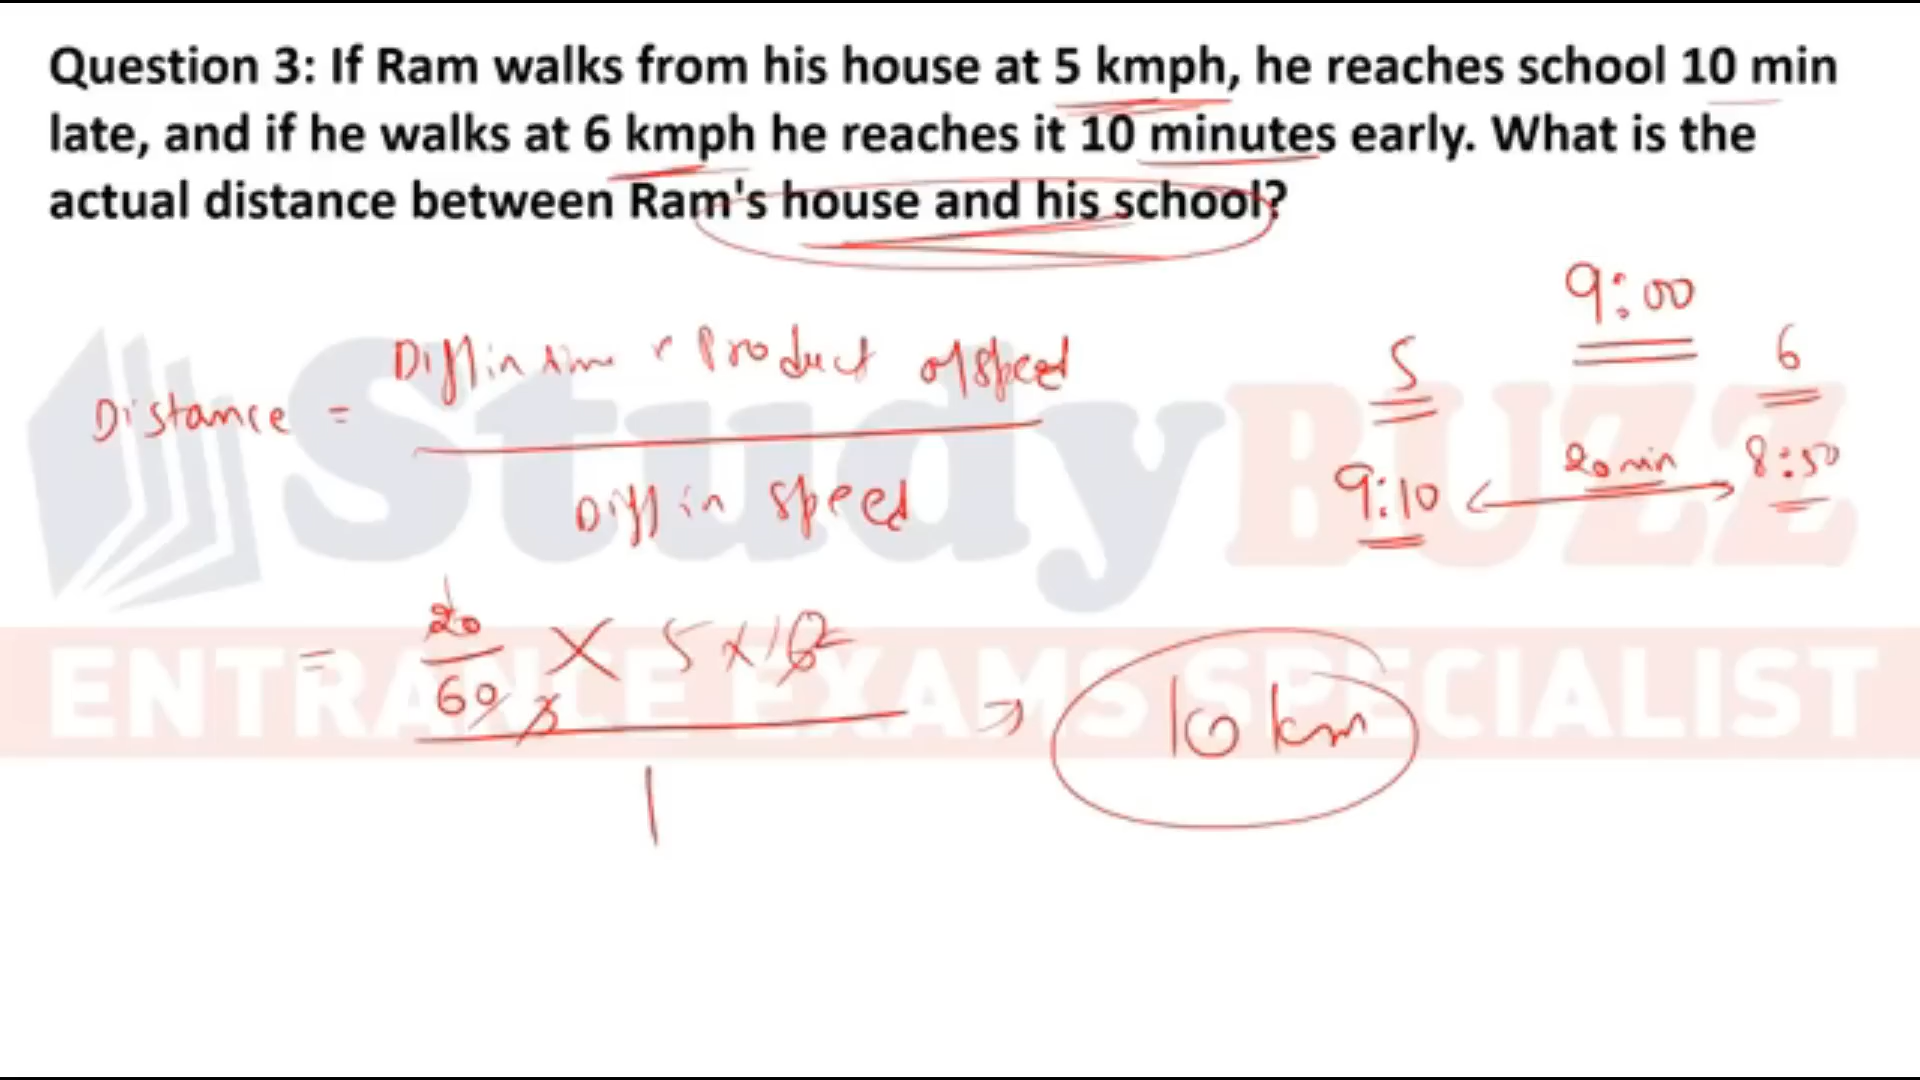 Question 3: If Ram walks from his house at 5 kmph, he reaches school 10 min
late, and if he walks at 6 kmph he reaches it 10 minutes early. What is the
actual distance between Ram's house and his school?
9:00
5 6
Diff in time × Product of speed
Distance =
Diff in speed
9:10 20 min 8:50
StudyBUZZ
ENTRANCE EXAMS SPECIALIST
= 20 × 5 × 6 2
60 3
1
10 km